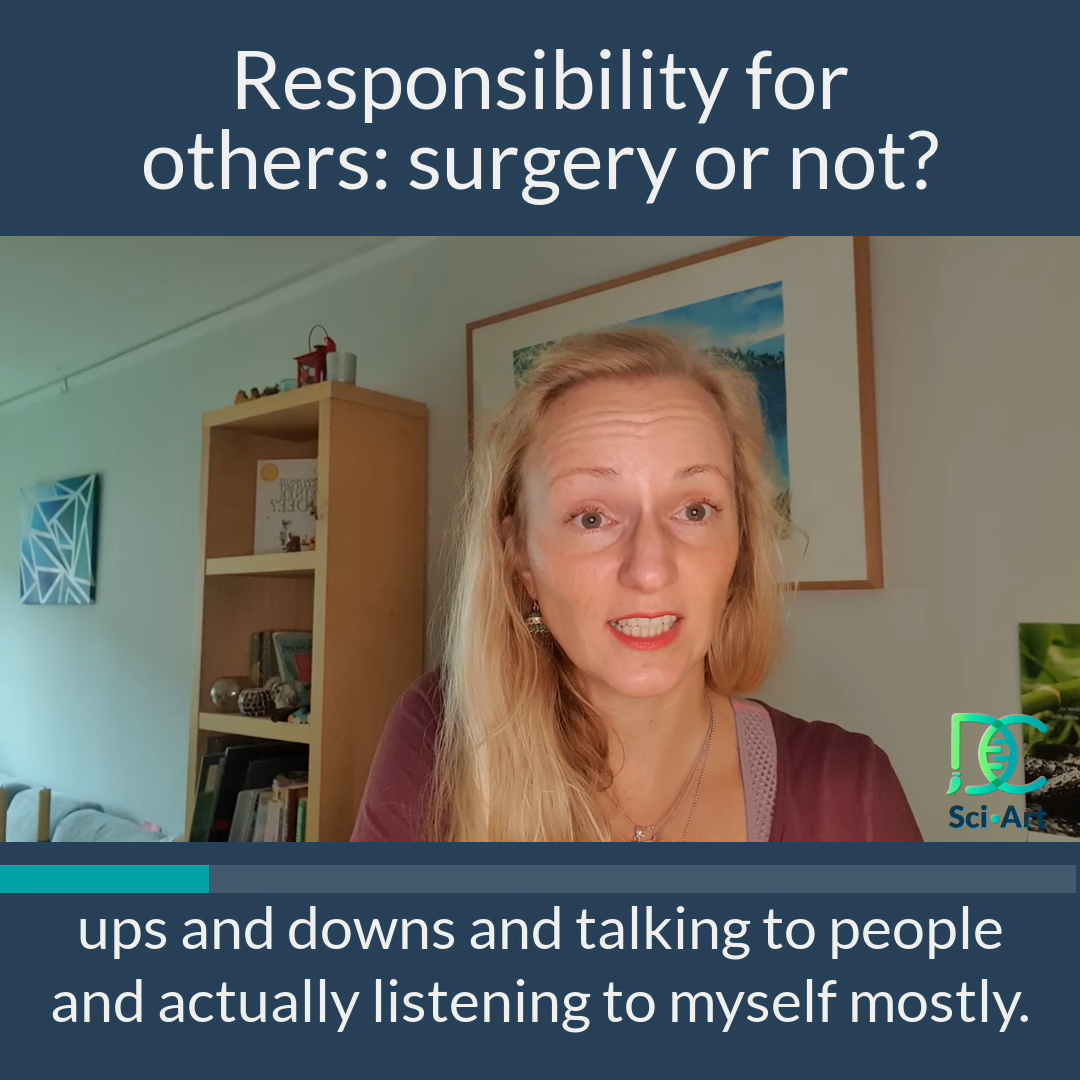 Responsibility for
others: surgery or not?
Sci•Art
ups and downs and talking to people
and actually listening to myself mostly.